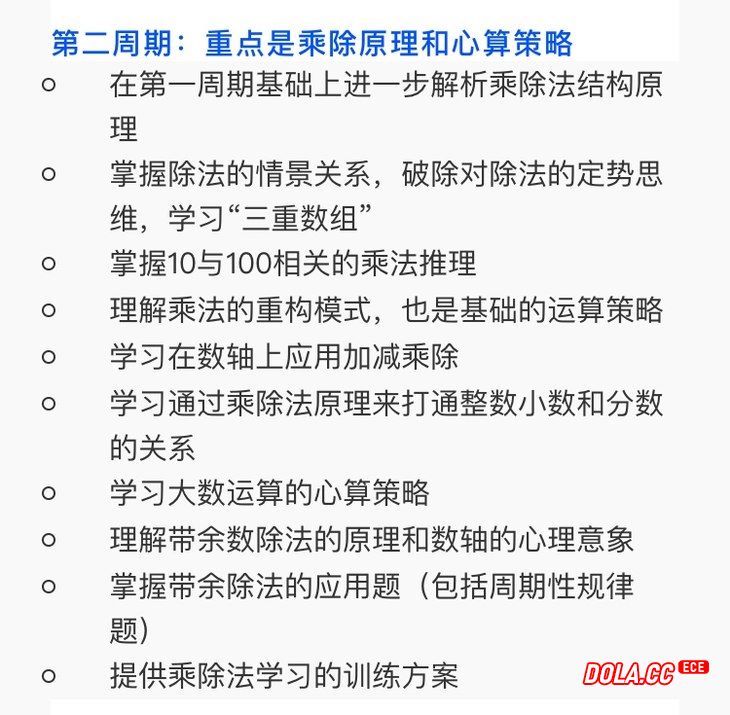 第二周期：重点是乘除原理和心算策略
在第一周期基础上进一步解析乘除法结构原
理
掌握除法的情景关系，破除对除法的定势思
维，学习“三重数组”
掌握10与100相关的乘法推理
理解乘法的重构模式，也是基础的运算策略
学习在数轴上应用加减乘除
学习通过乘除法原理来打通整数小数和分数
的关系
学习大数运算的心算策略
理解带余数除法的原理和数轴的心理意象
掌握带余除法的应用题（包括周期性规律
题）
提供乘除法学习的训练方案
DOLA.CC ECE